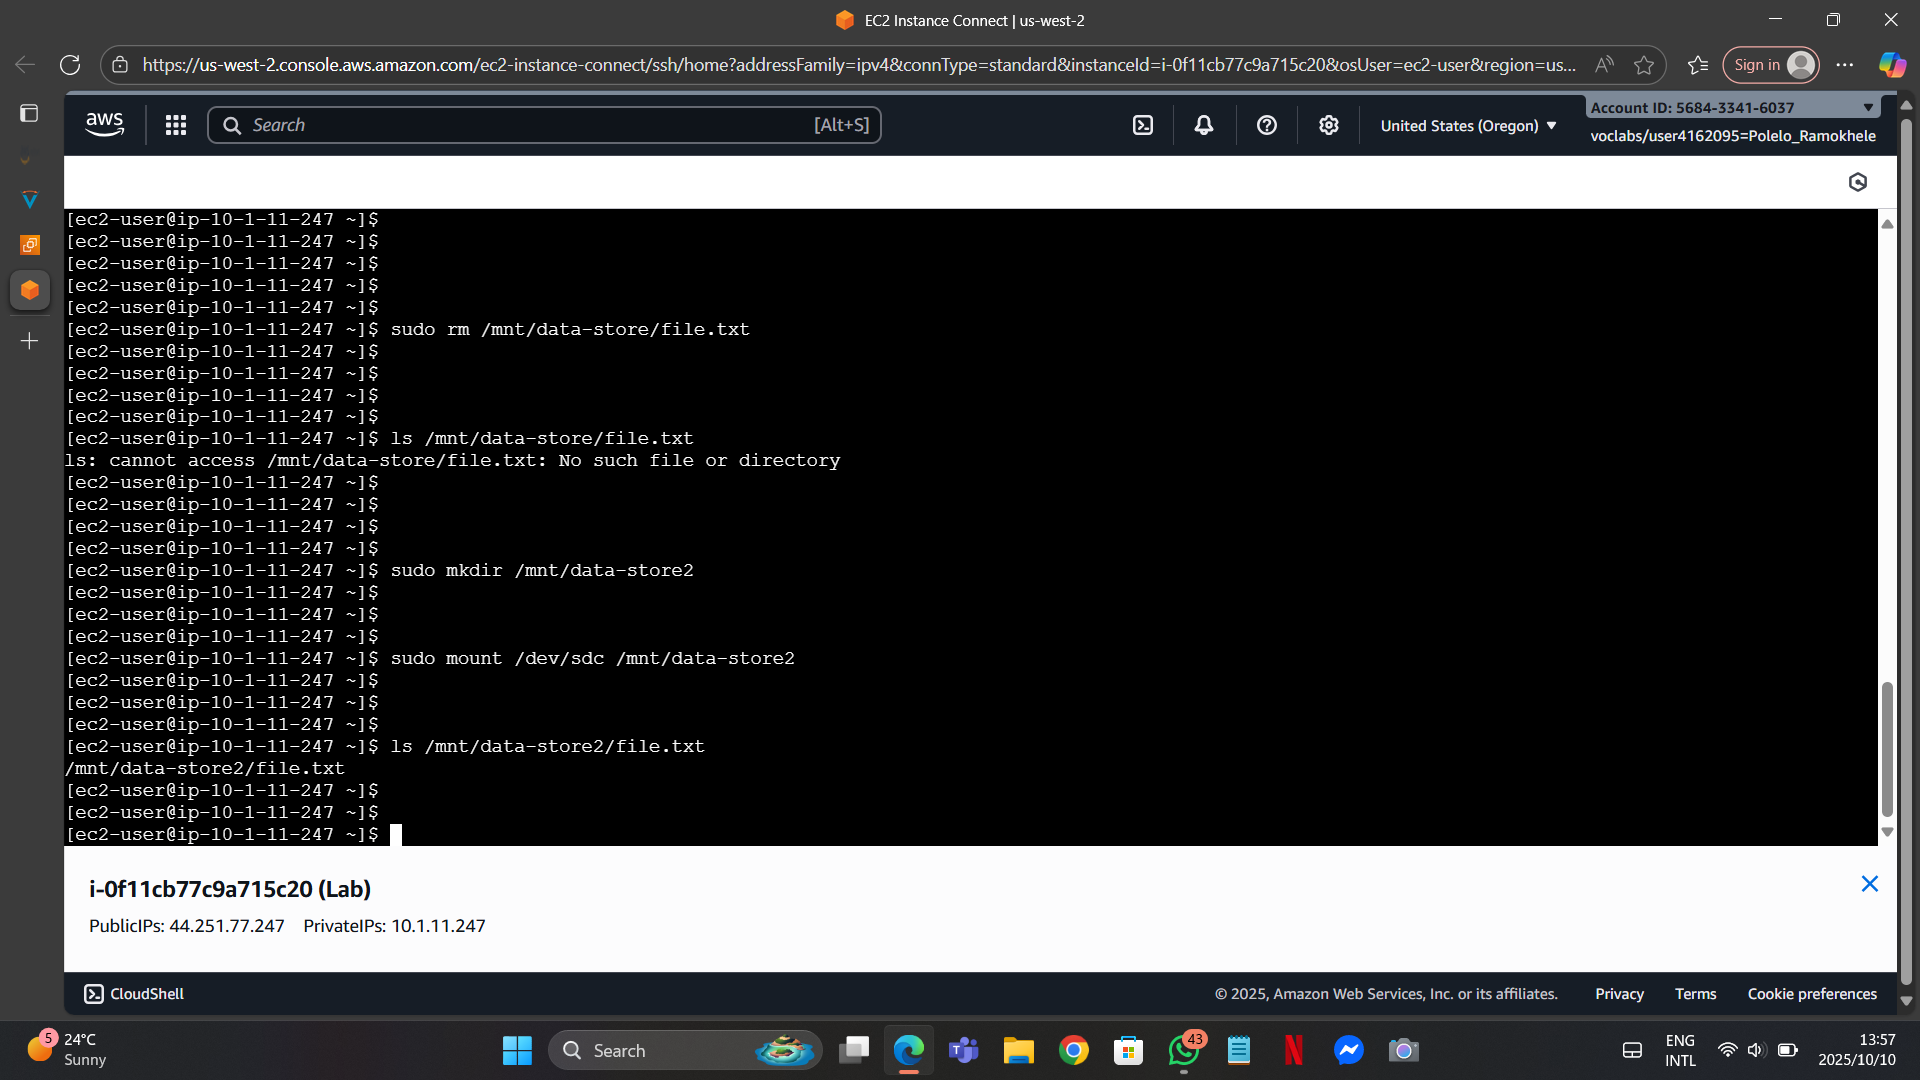 EC2 Instance Connect | us-west-2
https://us-west-2.console.aws.amazon.com/ec2-instance-connect/ssh/home?addressFamily=ipv4&connType=standard&instanceId=i-0f11cb77c9a715c20&osUser=ec2-user&region=us...
Sign in
aws
Search [Alt+S]
United States (Oregon)
Account ID: 5684-3341-6037
voclabs/user4162095=Polelo_Ramokhele
[ec2-user@ip-10-1-11-247 ~]$
[ec2-user@ip-10-1-11-247 ~]$
[ec2-user@ip-10-1-11-247 ~]$
[ec2-user@ip-10-1-11-247 ~]$
[ec2-user@ip-10-1-11-247 ~]$
[ec2-user@ip-10-1-11-247 ~]$ sudo rm /mnt/data-store/file.txt
[ec2-user@ip-10-1-11-247 ~]$
[ec2-user@ip-10-1-11-247 ~]$
[ec2-user@ip-10-1-11-247 ~]$
[ec2-user@ip-10-1-11-247 ~]$
[ec2-user@ip-10-1-11-247 ~]$ ls /mnt/data-store/file.txt
ls: cannot access /mnt/data-store/file.txt: No such file or directory
[ec2-user@ip-10-1-11-247 ~]$
[ec2-user@ip-10-1-11-247 ~]$
[ec2-user@ip-10-1-11-247 ~]$
[ec2-user@ip-10-1-11-247 ~]$
[ec2-user@ip-10-1-11-247 ~]$ sudo mkdir /mnt/data-store2
[ec2-user@ip-10-1-11-247 ~]$
[ec2-user@ip-10-1-11-247 ~]$
[ec2-user@ip-10-1-11-247 ~]$
[ec2-user@ip-10-1-11-247 ~]$ sudo mount /dev/sdc /mnt/data-store2
[ec2-user@ip-10-1-11-247 ~]$
[ec2-user@ip-10-1-11-247 ~]$
[ec2-user@ip-10-1-11-247 ~]$
[ec2-user@ip-10-1-11-247 ~]$ ls /mnt/data-store2/file.txt
/mnt/data-store2/file.txt
[ec2-user@ip-10-1-11-247 ~]$
[ec2-user@ip-10-1-11-247 ~]$
[ec2-user@ip-10-1-11-247 ~]$
i-0f11cb77c9a715c20 (Lab)
PublicIPs: 44.251.77.247 PrivateIPs: 10.1.11.247
CloudShell
© 2025, Amazon Web Services, Inc. or its affiliates. Privacy Terms Cookie preferences
5
24°C
Sunny
Search
43
ENG
INTL
13:57
2025/10/10